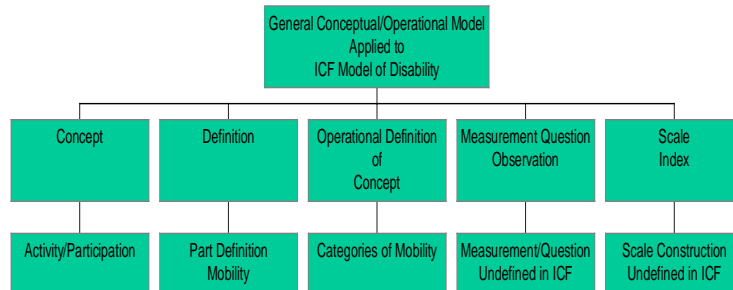 General Conceptual/Operational Model
Applied to
ICF Model of Disability
Concept
Definition
Operational Definition
of
Concept
Measurement Question
Observation
Scale
Index
Activity/Participation
Part Definition
Mobility
Categories of Mobility
Measurement/Question
Undefined in ICF
Scale Construction
Undefined in ICF